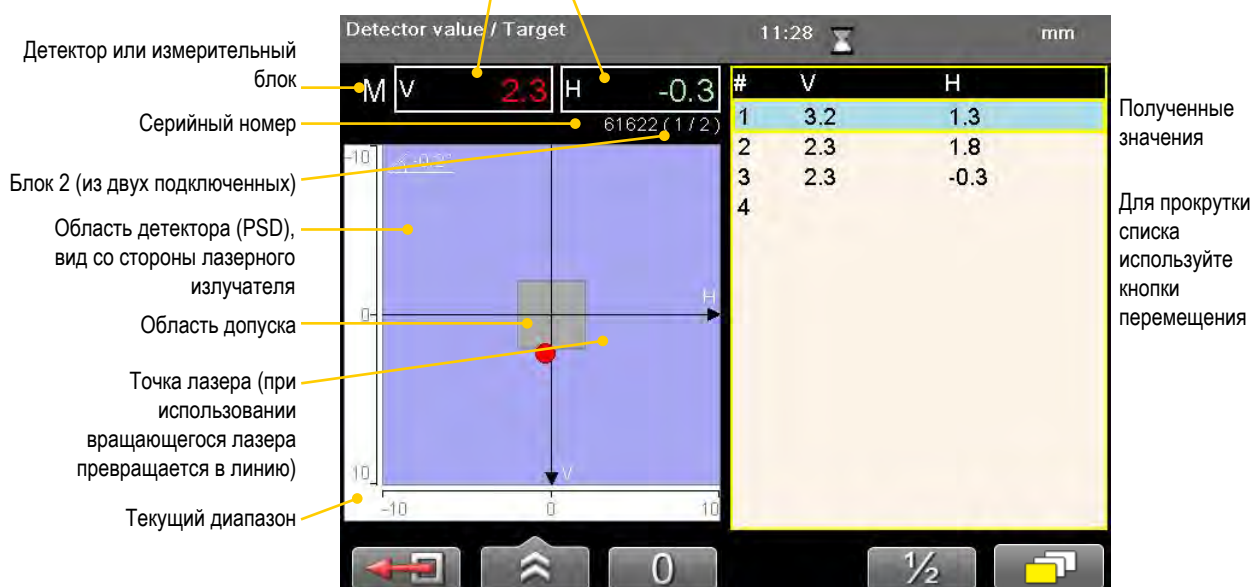 Detector value / Target 11:28 mm
Детектор или измерительный
блок
M V 2.3 H -0.3
Серийный номер
61622 (1/2)
Блок 2 (из двух подключенных)
Область детектора (PSD),
вид со стороны лазерного
излучателя
Область допуска
Точка лазера (при
использовании
вращающегося лазера
превращается в линию)
Текущий диапазон
-10
-0.2°
0
H
10
V
-10 0 10
# V H
1 3.2 1.3
2 2.3 1.8
3 2.3 -0.3
4
Полученные
значения
Для прокрутки
списка
используйте
кнопки
перемещения
0
½